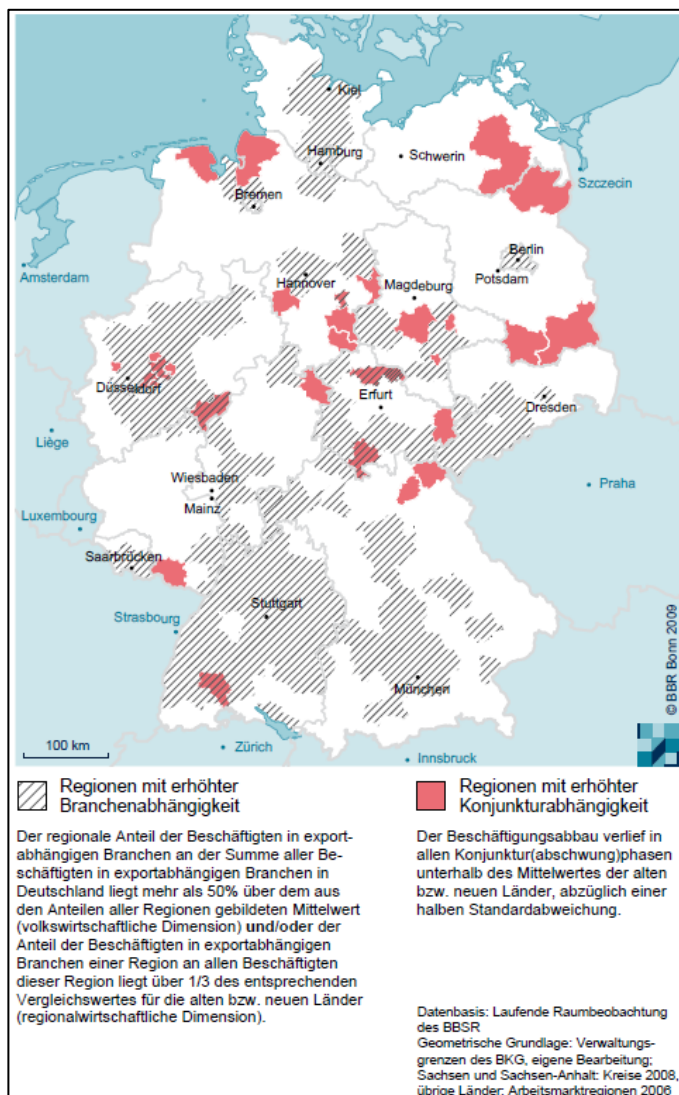 Kiel
Hamburg
Schwerin
Szczecin
Bremen
Berlin
Amsterdam
Hannover
Magdeburg
Potsdam
Düsseldorf
Erfurt
Dresden
Liège
Wiesbaden
Mainz
Praha
Luxembourg
Saarbrücken
Stuttgart
Strasbourg
München
© BBR Bonn 2009
100 km
Zürich
Innsbruck
Regionen mit erhöhter
Branchenabhängigkeit
Der regionale Anteil der Beschäftigten in export-
abhängigen Branchen an der Summe aller Be-
schäftigten in exportabhängigen Branchen in
Deutschland liegt mehr als 50% über dem aus
den Anteilen aller Regionen gebildeten Mittelwert
(volkswirtschaftliche Dimension) und/oder der
Anteil der Beschäftigten in exportabhängigen
Branchen einer Region an allen Beschäftigten
dieser Region liegt über 1/3 des entsprechenden
Vergleichswertes für die alten bzw. neuen Länder
(regionalwirtschaftliche Dimension).
Regionen mit erhöhter
Konjunkturabhängigkeit
Der Beschäftigungsabbau verlief in
allen Konjunktur(abschwung)phasen
unterhalb des Mittelwertes der alten
bzw. neuen Länder, abzüglich einer
halben Standardabweichung.
Datenbasis: Laufende Raumbeobachtung
des BBSR
Geometrische Grundlage: Verwaltungs-
grenzen des BKG, eigene Bearbeitung;
Sachsen und Sachsen-Anhalt: Kreise 2008,
übrige Länder: Arbeitsmarktregionen 2006